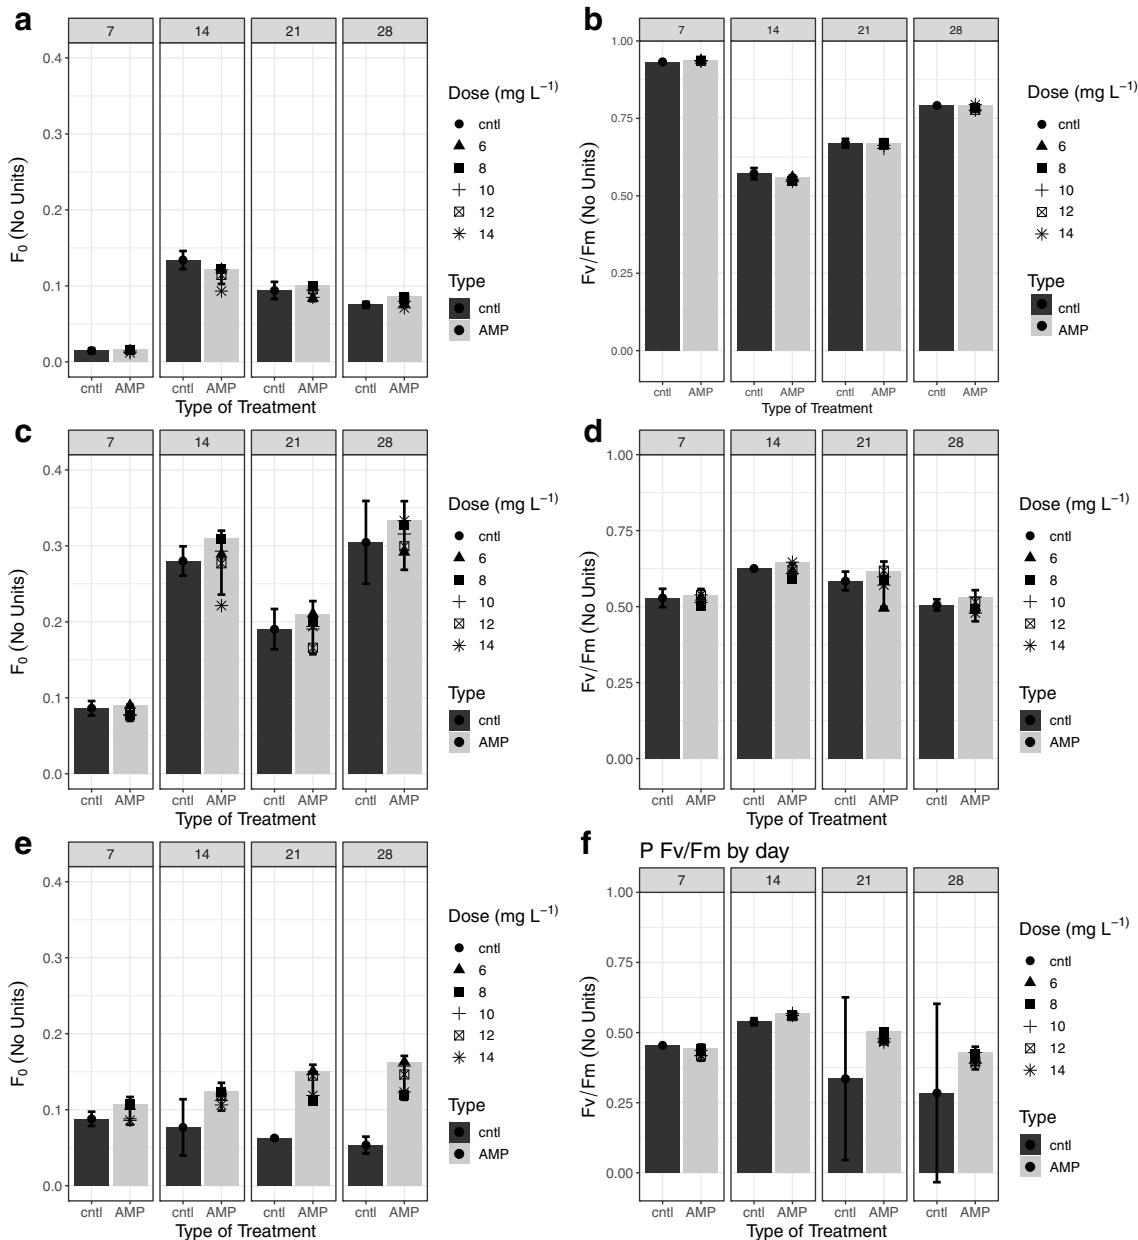 a
7 14 21 28
0.4
0.3
0.2
0.1
0.0
F0 (No Units)
cntl AMP cntl AMP cntl AMP cntl AMP
Type of Treatment
Dose (mg L−1)
cntl
6
8
10
12
14
Type
cntl
AMP
b
7 14 21 28
1.00
0.75
0.50
0.25
0.00
Fv/Fm (No Units)
cntl AMP cntl AMP cntl AMP cntl AMP
Type of Treatment
Dose (mg L−1)
cntl
6
8
10
12
14
Type
cntl
AMP
c
7 14 21 28
0.4
0.3
0.2
0.1
0.0
F0 (No Units)
cntl AMP cntl AMP cntl AMP cntl AMP
Type of Treatment
Dose (mg L−1)
cntl
6
8
10
12
14
Type
cntl
AMP
d
7 14 21 28
1.00
0.75
0.50
0.25
0.00
Fv/Fm (No Units)
cntl AMP cntl AMP cntl AMP cntl AMP
Type of Treatment
Dose (mg L−1)
cntl
6
8
10
12
14
Type
cntl
AMP
e
7 14 21 28
0.4
0.3
0.2
0.1
0.0
F0 (No Units)
cntl AMP cntl AMP cntl AMP cntl AMP
Type of Treatment
Dose (mg L−1)
cntl
6
8
10
12
14
Type
cntl
AMP
f
P Fv/Fm by day
7 14 21 28
1.00
0.75
0.50
0.25
0.00
Fv/Fm (No Units)
cntl AMP cntl AMP cntl AMP cntl AMP
Type of Treatment
Dose (mg L−1)
cntl
6
8
10
12
14
Type
cntl
AMP